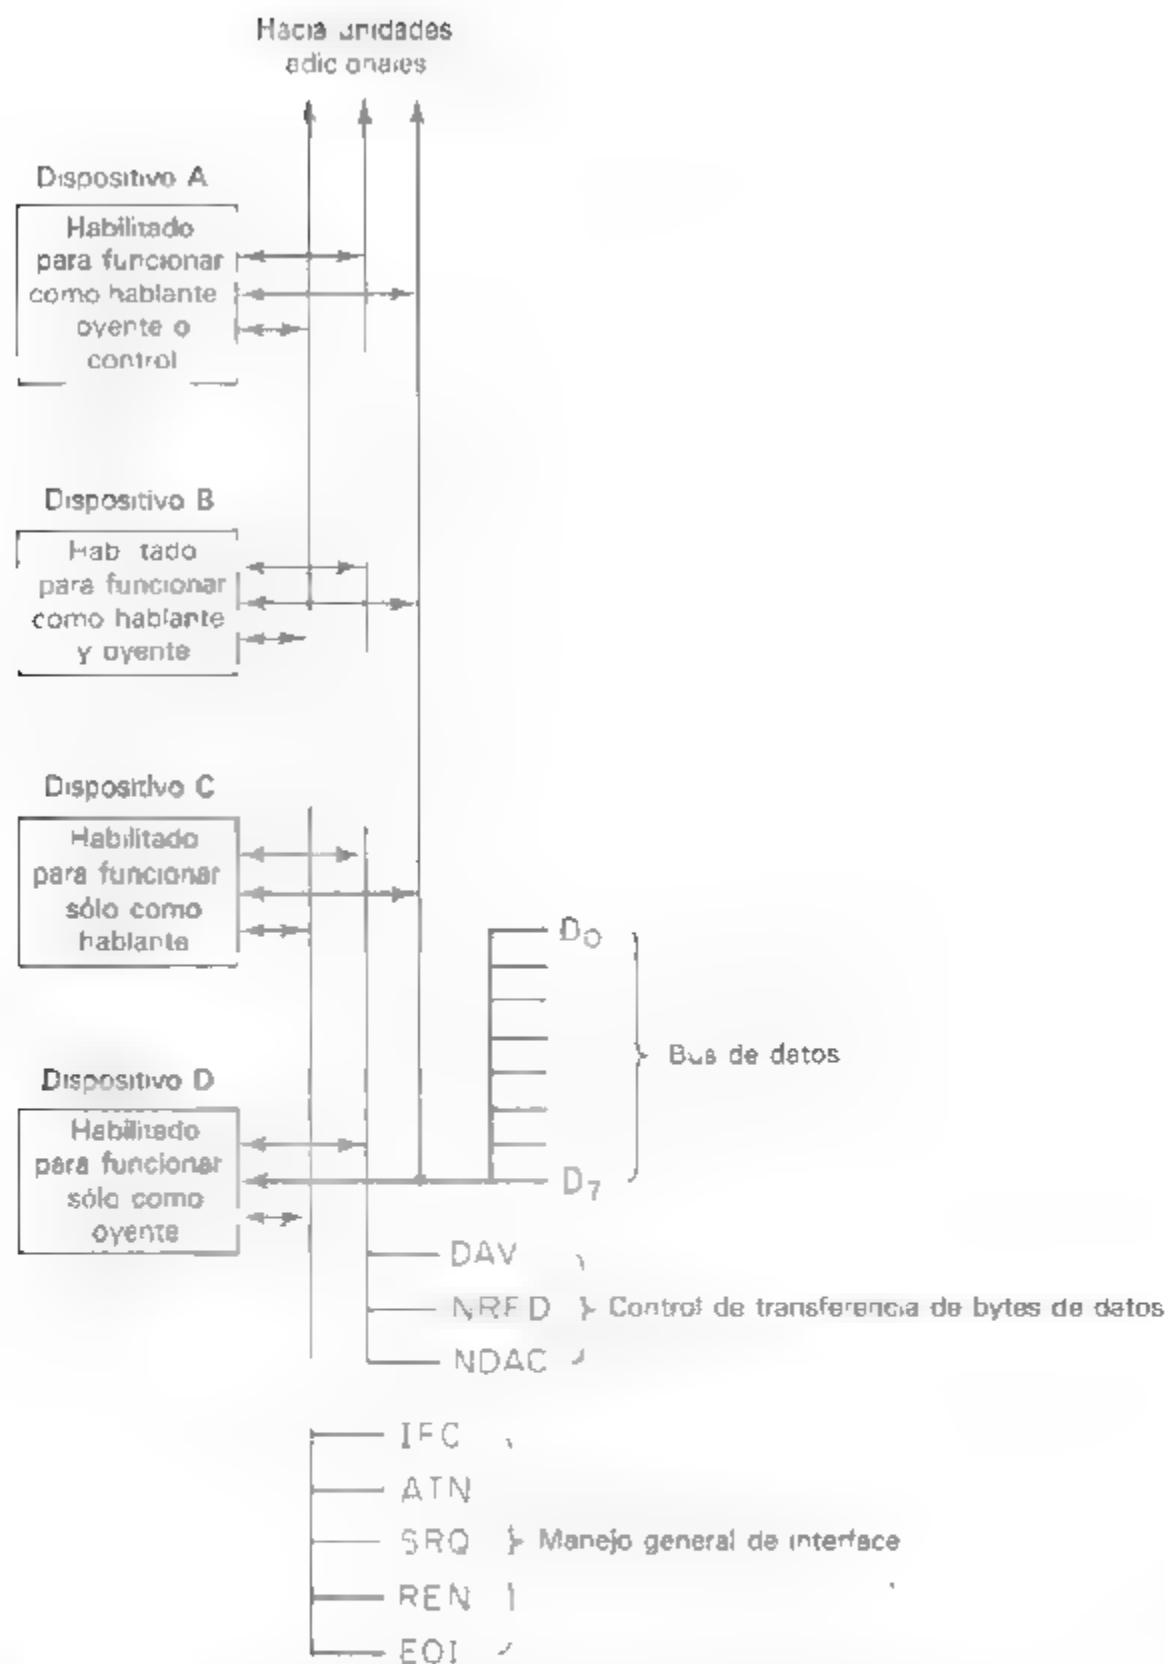 Hacia unidades
adicionales
Dispositivo A
Habilitado
para funcionar
como hablante
oyente o
control
Dispositivo B
Habilitado
para funcionar
como hablante
y oyente
Dispositivo C
Habilitado
para funcionar
sólo como
hablante
D0
Bus de datos
Dispositivo D
Habilitado
para funcionar
sólo como
oyente
D7
DAV
NRFD
Control de transferencia de bytes de datos
NDAC
IFC
ATN
SRQ
Manejo general de interface
REN
EOI